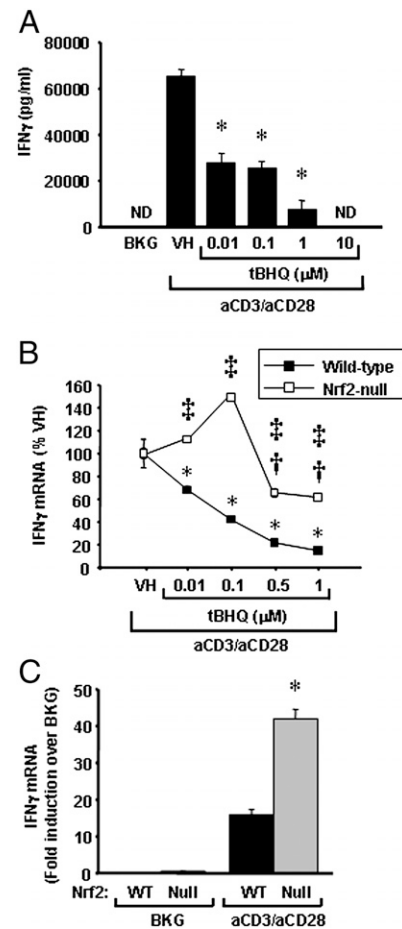 A
IFNγ (pg/ml)
80000
60000
40000
20000
0
* * *
ND ND
BKG VH 0.01 0.1 1 10
tBHQ (µM)
aCD3/aCD28
B
Wild-type
Nrf2-null
IFNγ mRNA (% VH)
160
140
120
100
80
60
40
20
0
‡ ‡ ‡ ‡
† †
* * * *
VH 0.01 0.1 0.5 1
tBHQ (µM)
aCD3/aCD28
C
IFNγ mRNA
(Fold induction over BKG)
50
40
30
20
10
0
*
Nrf2: WT Null WT Null
BKG aCD3/aCD28